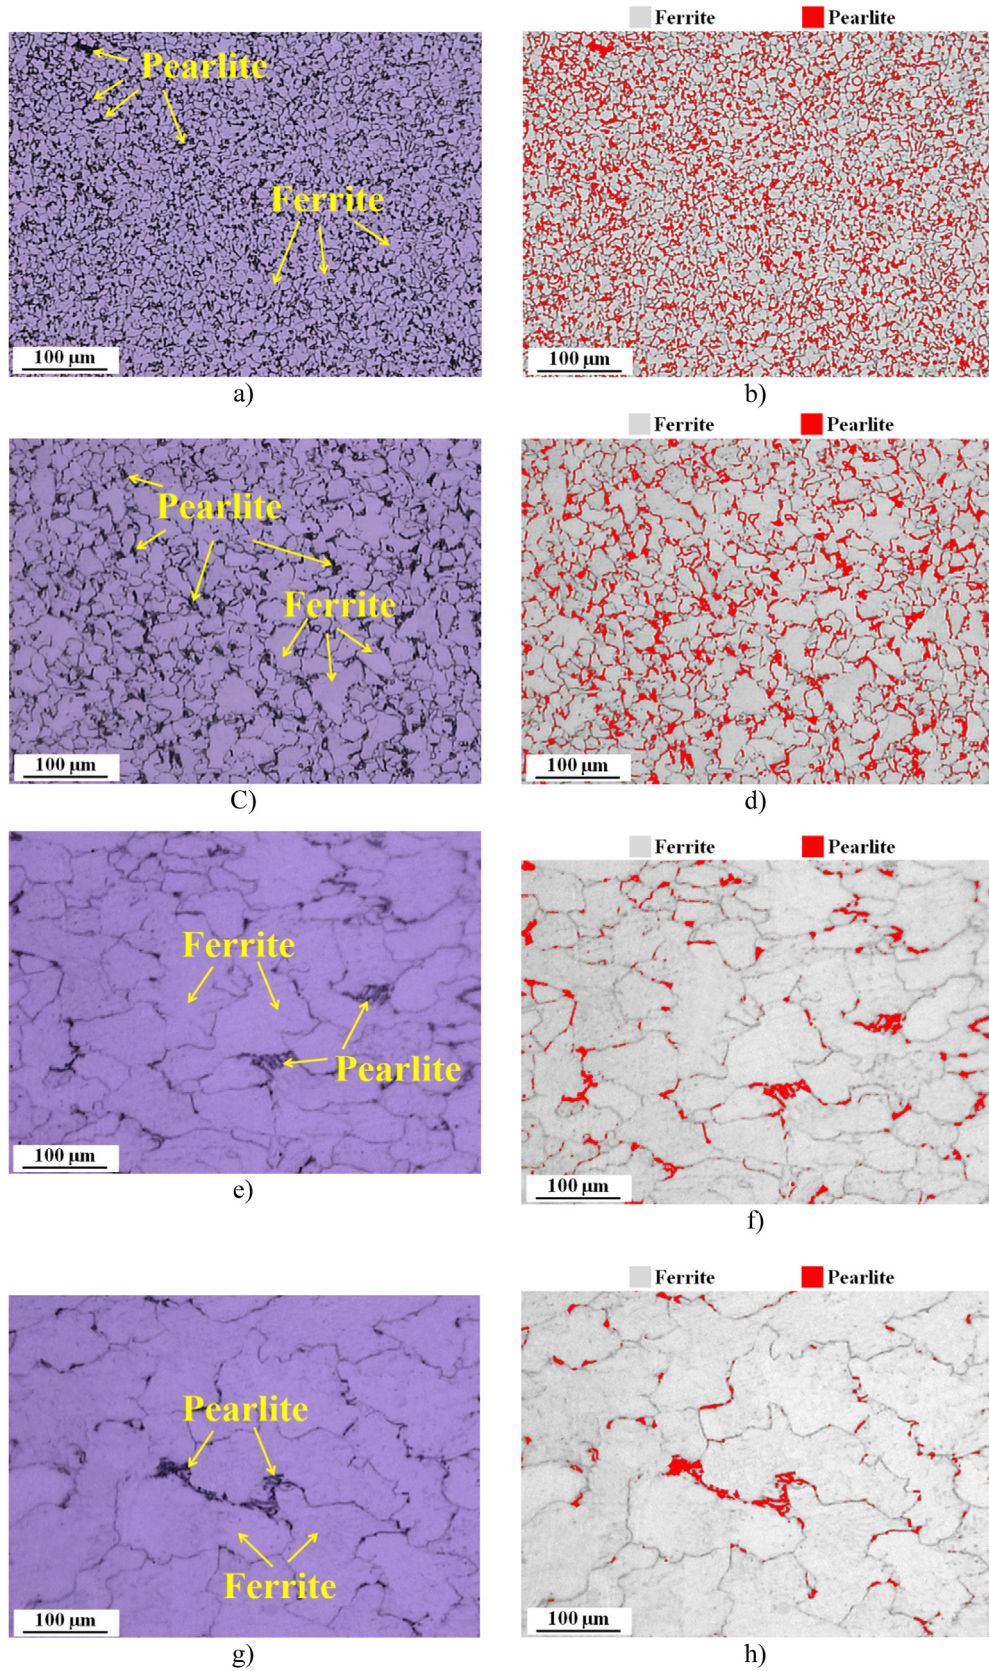 Ferrite Pearlite
Pearlite
Ferrite
100 µm
100 µm
a)
b)
Ferrite Pearlite
Pearlite
Ferrite
100 µm
100 µm
C)
d)
Ferrite Pearlite
Ferrite
Pearlite
100 µm
100 µm
e)
f)
Ferrite Pearlite
Pearlite
Ferrite
100 µm
100 µm
g)
h)